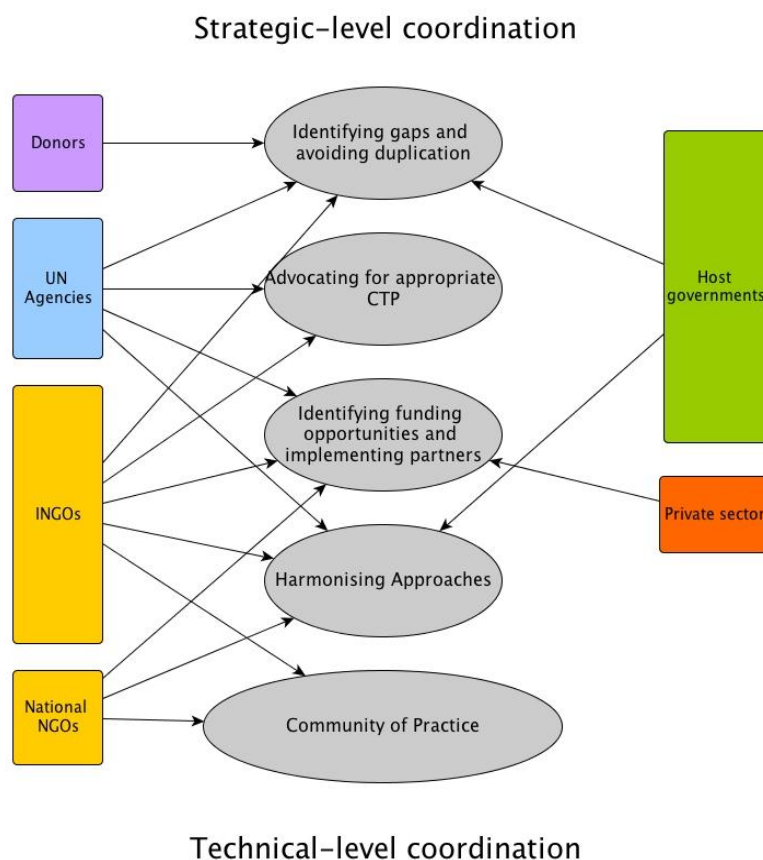 Strategic-level coordination
Donors
Identifying gaps and
avoiding duplication
UN
Agencies
Advocating for appropriate
CTP
Host
governments
INGOs
Identifying funding
opportunities and
implementing partners
Private sector
Harmonising Approaches
National
NGOs
Community of Practice
Technical-level coordination